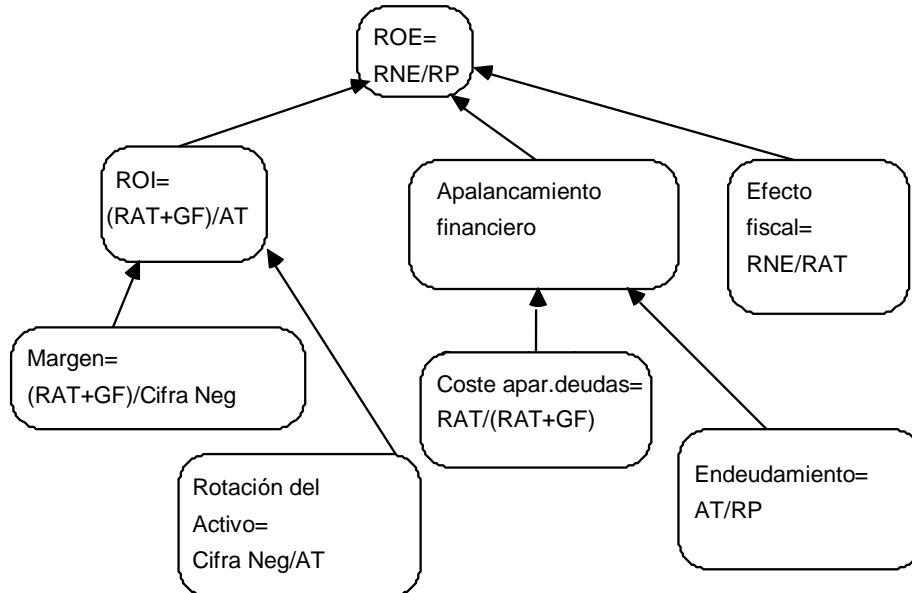 ROE=
RNE/RP
ROI=
(RAT+GF)/AT
Apalancamiento
financiero
Efecto
fiscal=
RNE/RAT
Margen=
(RAT+GF)/Cifra Neg
Coste apar.deudas=
RAT/(RAT+GF)
Rotación del
Activo=
Cifra Neg/AT
Endeudamiento=
AT/RP